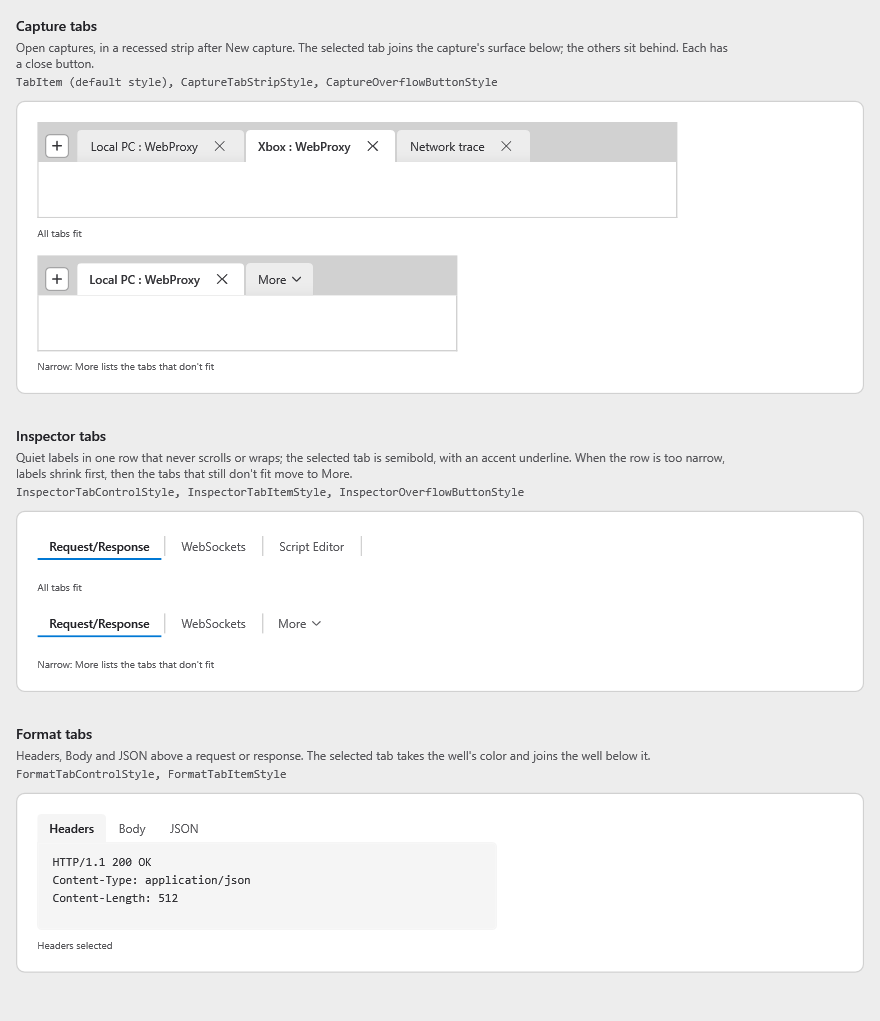 Capture tabs
Open captures, in a recessed strip after New capture. The selected tab joins the capture's surface below; the others sit behind. Each has
a close button.
TabItem (default style), CaptureTabStripStyle, CaptureOverflowButtonStyle
Local PC : WebProxy Xbox : WebProxy Network trace
All tabs fit
Local PC : WebProxy More
Narrow: More lists the tabs that don't fit
Inspector tabs
Quiet labels in one row that never scrolls or wraps; the selected tab is semibold, with an accent underline. When the row is too narrow,
labels shrink first, then the tabs that still don't fit move to More.
InspectorTabControlStyle, InspectorTabItemStyle, InspectorOverflowButtonStyle
Request/Response WebSockets Script Editor
All tabs fit
Request/Response WebSockets More
Narrow: More lists the tabs that don't fit
Format tabs
Headers, Body and JSON above a request or response. The selected tab takes the well's color and joins the well below it.
FormatTabControlStyle, FormatTabItemStyle
Headers Body JSON
HTTP/1.1 200 OK
Content-Type: application/json
Content-Length: 512
Headers selected